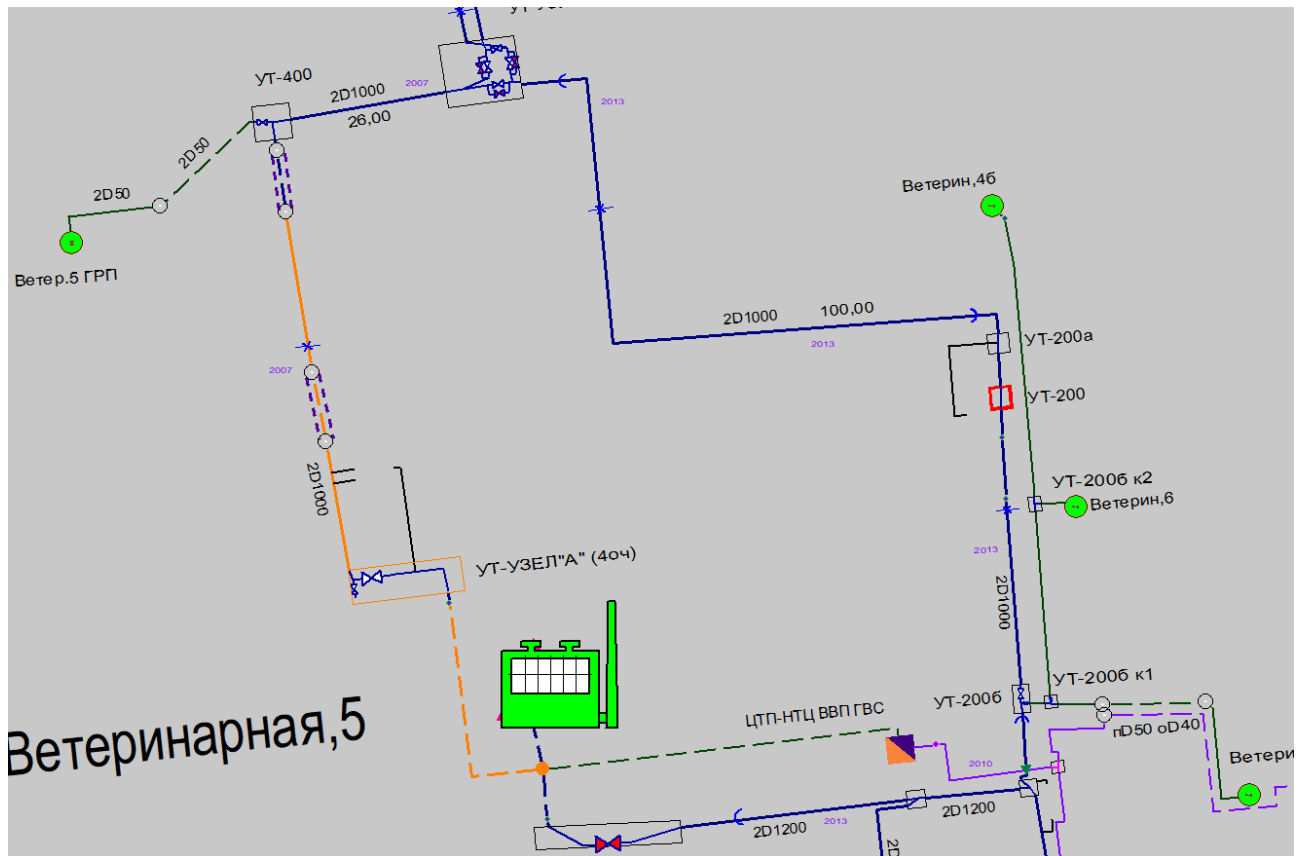 УТ-400
2007
2D1000
26,00
2013
2D50
2D50
Ветер.5 ГРП
Ветерин,4б
2D1000
100,00
2013
УТ-200а
УТ-200
2007
2D1000
УТ-200б к2
Ветерин,6
2013
2D1000
УТ-УЗЕЛ"А" (4оч)
УТ-200б к1
УТ-200б
ЦТП-НТЦ ВВП ГВС
пD50 оD40
Ветеринарная,5
2010
Ветери
2D1200
2013
2D1200